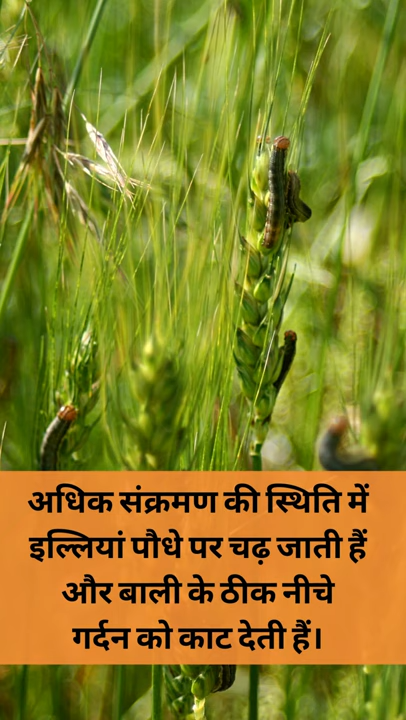 अधिक संक्रमण की स्थिति में
इल्लियां पौधे पर चढ़ जाती हैं
और बाली के ठीक नीचे
गर्दन को काट देती हैं।